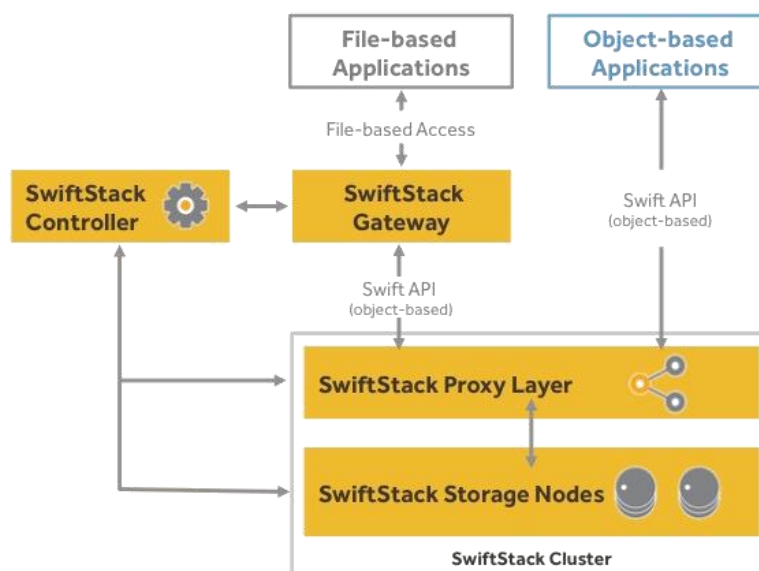 File-based
Applications
Object-based
Applications
File-based Access
SwiftStack
Controller
SwiftStack
Gateway
Swift API
(object-based)
Swift API
(object-based)
SwiftStack Proxy Layer
SwiftStack Storage Nodes
SwiftStack Cluster